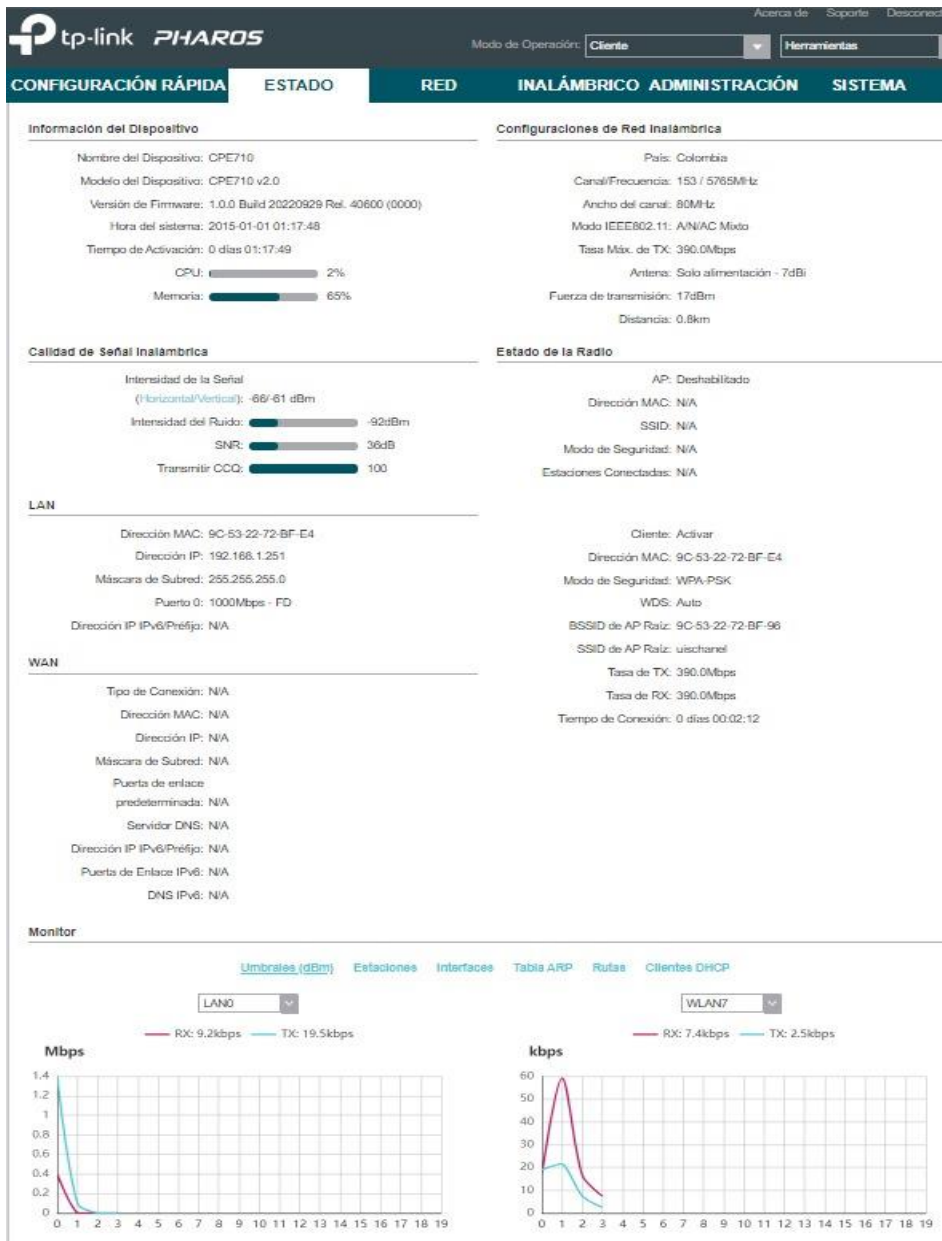 Acerca de Soporte Desconec
tp-link PHAROS
Modo de Operación: Cliente Herramientas
CONFIGURACIÓN RÁPIDA ESTADO RED INALÁMBRICO ADMINISTRACIÓN SISTEMA
Información del Dispositivo
Nombre del Dispositivo: CPE710
Modelo del Dispositivo: CPE710 v2.0
Versión de Firmware: 1.0.0 Build 20220929 Rel. 40600 (0000)
Hora del sistema: 2015-01-01 01:17:48
Tiempo de Activación: 0 días 01:17:49
CPU: 2%
Memoria: 65%
Configuraciones de Red Inalámbrica
País: Colombia
Canal/Frecuencia: 153 / 5765MHz
Ancho del canal: 80MHz
Modo IEEE802.11: A/N/AC Mixto
Tasa Máx. de TX: 390.0Mbps
Antena: Solo alimentación - 7dBi
Fuerza de transmisión: 17dBm
Distancia: 0.8km
Calidad de Señal Inalámbrica
Intensidad de la Señal
(Horizontal/Vertical): -66/-61 dBm
Intensidad del Ruido: -92dBm
SNR: 36dB
Transmitir CCQ: 100
Estado de la Radio
AP: Deshabilitado
Dirección MAC: N/A
SSID: N/A
Modo de Seguridad: N/A
Estaciones Conectadas: N/A
LAN
Dirección MAC: 9C-53-22-72-BF-E4
Dirección IP: 192.168.1.251
Máscara de Subred: 255.255.255.0
Puerto 0: 1000Mbps - FD
Dirección IP IPv6/Préfijo: N/A
Cliente: Activar
Dirección MAC: 9C-53-22-72-BF-E4
Modo de Seguridad: WPA-PSK
WDS: Auto
BSSID de AP Raíz: 9C-53-22-72-BF-96
SSID de AP Raíz: uischanel
Tasa de TX: 390.0Mbps
Tasa de RX: 390.0Mbps
Tiempo de Conexión: 0 días 00:02:12
WAN
Tipo de Conexión: N/A
Dirección MAC: N/A
Dirección IP: N/A
Máscara de Subred: N/A
Puerta de enlace
predeterminada: N/A
Servidor DNS: N/A
Dirección IP IPv6/Préfijo: N/A
Puerta de Enlace IPv6: N/A
DNS IPv6: N/A
Monitor
Umbrales (dBm) Estaciones Interfaces Tabla ARP Rutas Clientes DHCP
LAN0
RX: 9.2kbps TX: 19.5kbps
Mbps
1.4
1.2
1
0.8
0.6
0.4
0.2
0
0 1 2 3 4 5 6 7 8 9 10 11 12 13 14 15 16 17 18 19
WLAN7
RX: 7.4kbps TX: 2.5kbps
kbps
60
50
40
30
20
10
0
0 1 2 3 4 5 6 7 8 9 10 11 12 13 14 15 16 17 18 19